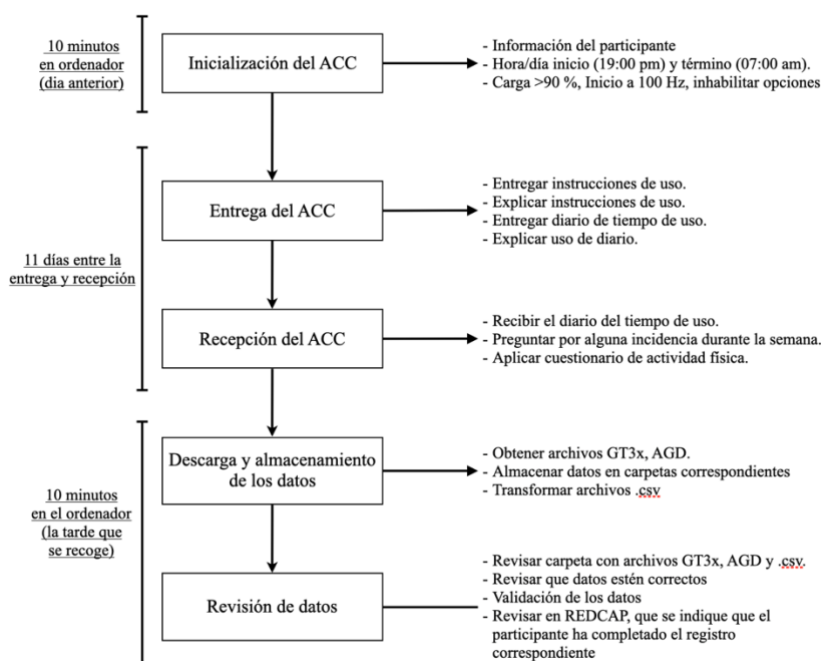 10 minutos
en ordenador
(dia anterior)
Inicialización del ACC
- Información del participante
- Hora/día inicio (19:00 pm) y término (07:00 am).
- Carga >90 %, Inicio a 100 Hz, inhabilitar opciones
11 días entre la
entrega y recepción
Entrega del ACC
- Entregar instrucciones de uso.
- Explicar instrucciones de uso.
- Entregar diario de tiempo de uso.
- Explicar uso de diario.
Recepción del ACC
- Recibir el diario del tiempo de uso.
- Preguntar por alguna incidencia durante la semana.
- Aplicar cuestionario de actividad física.
10 minutos
en el ordenador
(la tarde que
se recoge)
Descarga y almacenamiento
de los datos
- Obtener archivos GT3x, AGD.
- Almacenar datos en carpetas correspondientes
- Transformar archivos .csv
Revisión de datos
- Revisar carpeta con archivos GT3x, AGD y .csv.
- Revisar que datos estén correctos
- Validación de los datos
- Revisar en REDCAP, que se indique que el
participante ha completado el registro
correspondiente